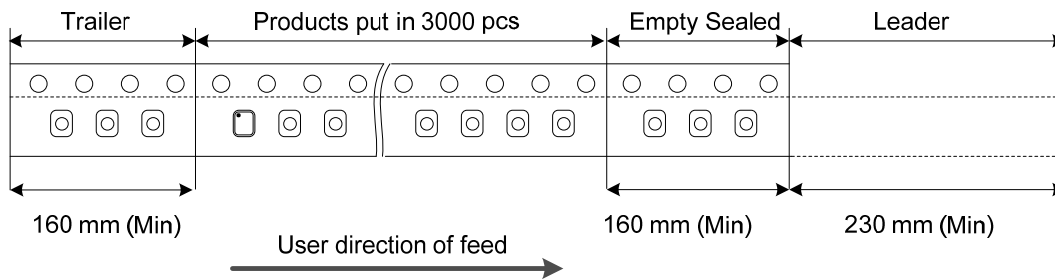 Trailer
Products put in 3000 pcs
Empty Sealed
Leader
160 mm (Min)
160 mm (Min)
230 mm (Min)
User direction of feed